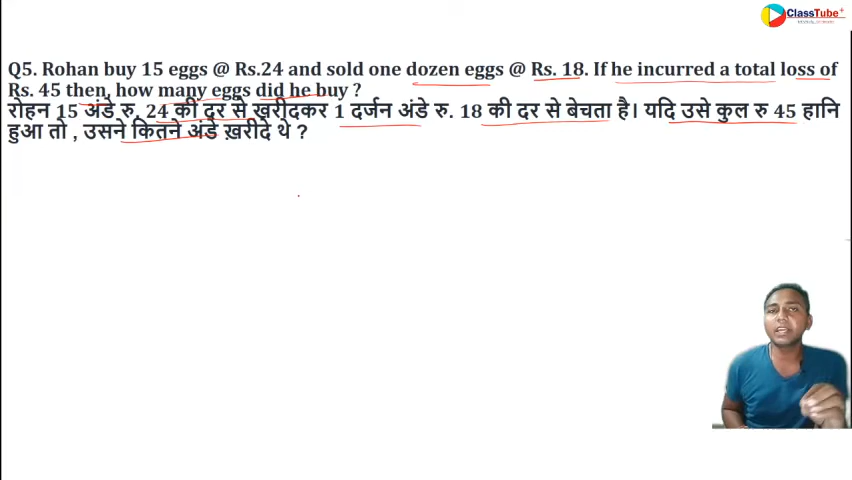 ClassTube+
Q5. Rohan buy 15 eggs @ Rs.24 and sold one dozen eggs @ Rs. 18. If he incurred a total loss of
Rs. 45 then, how many eggs did he buy ?
रोहन 15 अंडे रु. 24 की दर से खरीदकर 1 दर्जन अंडे रु. 18 की दर से बेचता है। यदि उसे कुल रु 45 हानि
हुआ तो , उसने कितने अंडे ख़रीदे थे ?